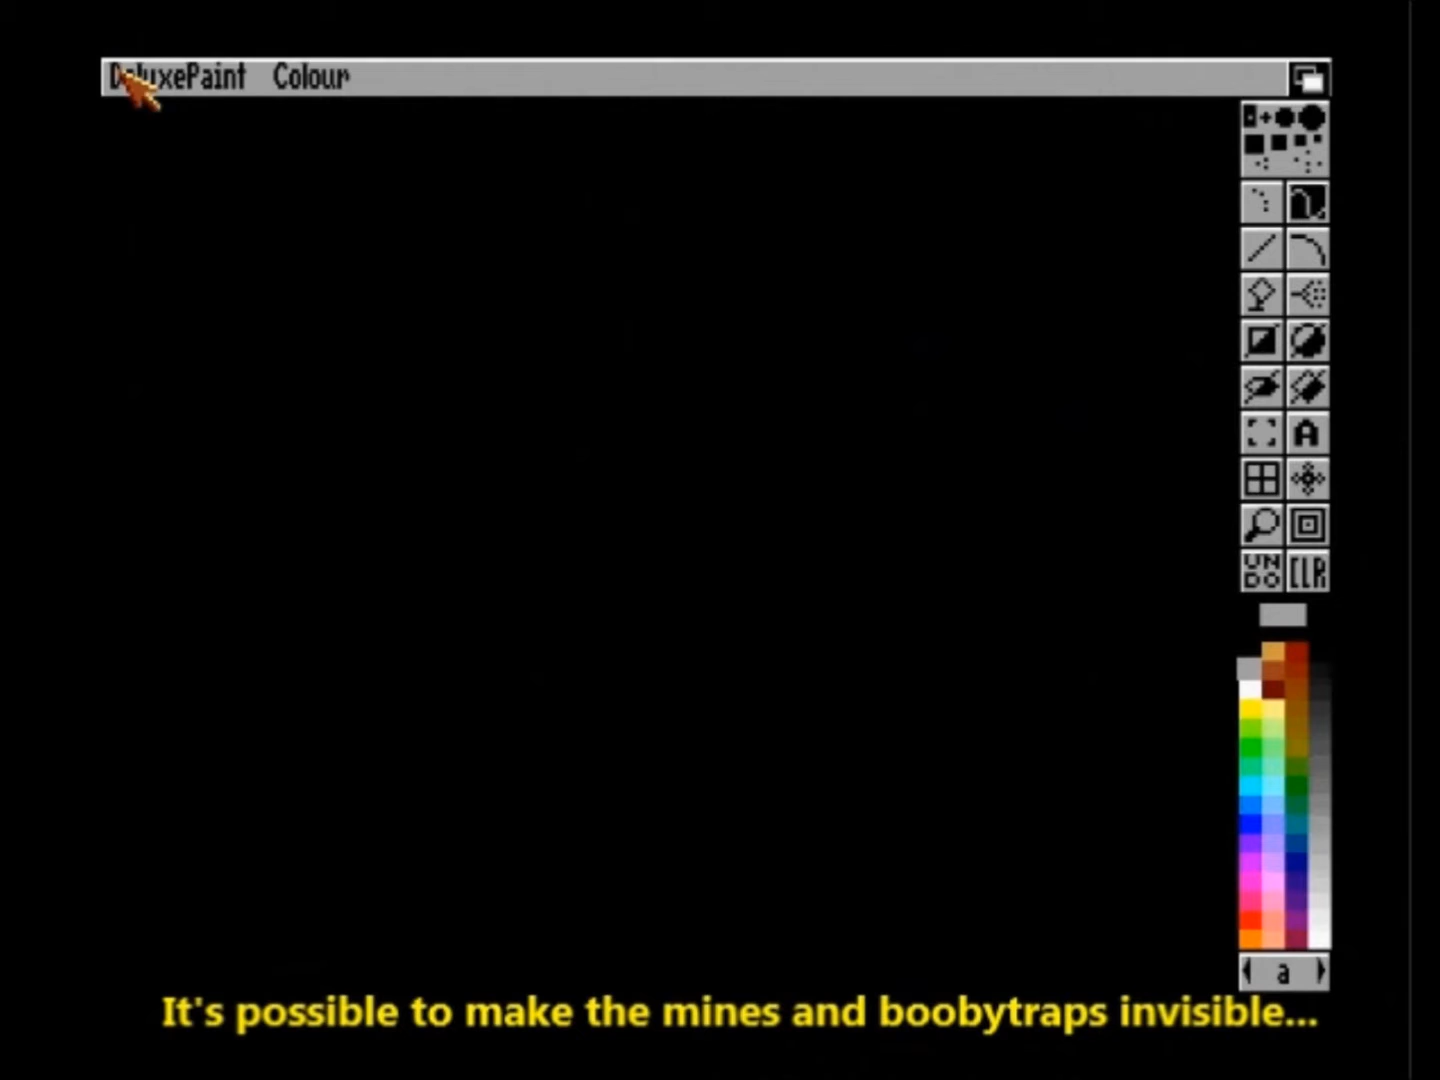 DeluxePaint Colour
A
UN
DO CLR
a
It's possible to make the mines and boobytraps invisible...